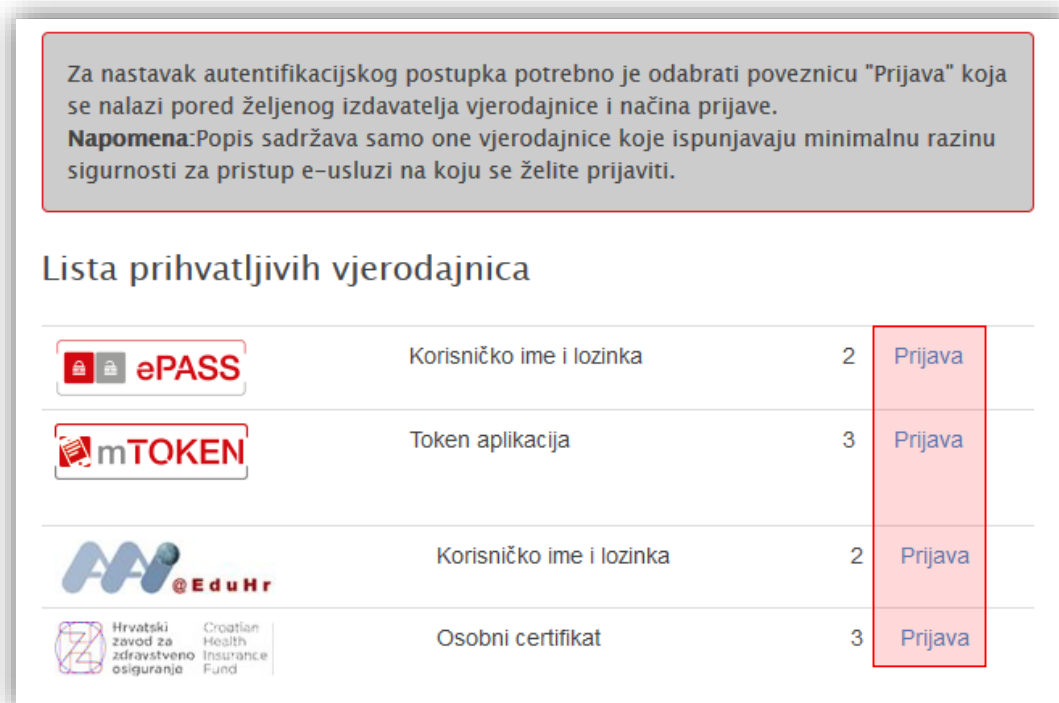 Za nastavak autentifikacijskog postupka potrebno je odabrati poveznicu "Prijava" koja
se nalazi pored željenog izdavatelja vjerodajnice i načina prijave.
Napomena:Popis sadržava samo one vjerodajnice koje ispunjavaju minimalnu razinu
sigurnosti za pristup e-usluzi na koju se želite prijaviti.
Lista prihvatljivih vjerodajnica
ePASS Korisničko ime i lozinka 2 Prijava
mTOKEN Token aplikacija 3 Prijava
AAI@EduHr Korisničko ime i lozinka 2 Prijava
Hrvatski zavod za zdravstveno osiguranje Croatian Health Insurance Fund Osobni certifikat 3 Prijava